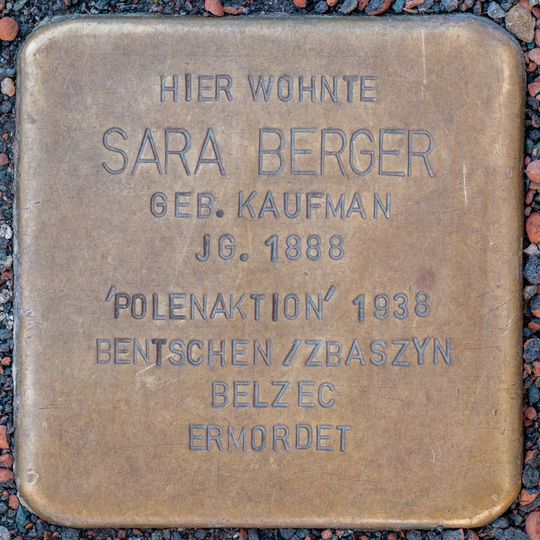 HIER WOHNTE
SARA BERGER
GEB. KAUFMAN
JG. 1888
'POLENAKTION' 1938
BENTSCHEN/ZBASZYN
BELZEC
ERMORDET